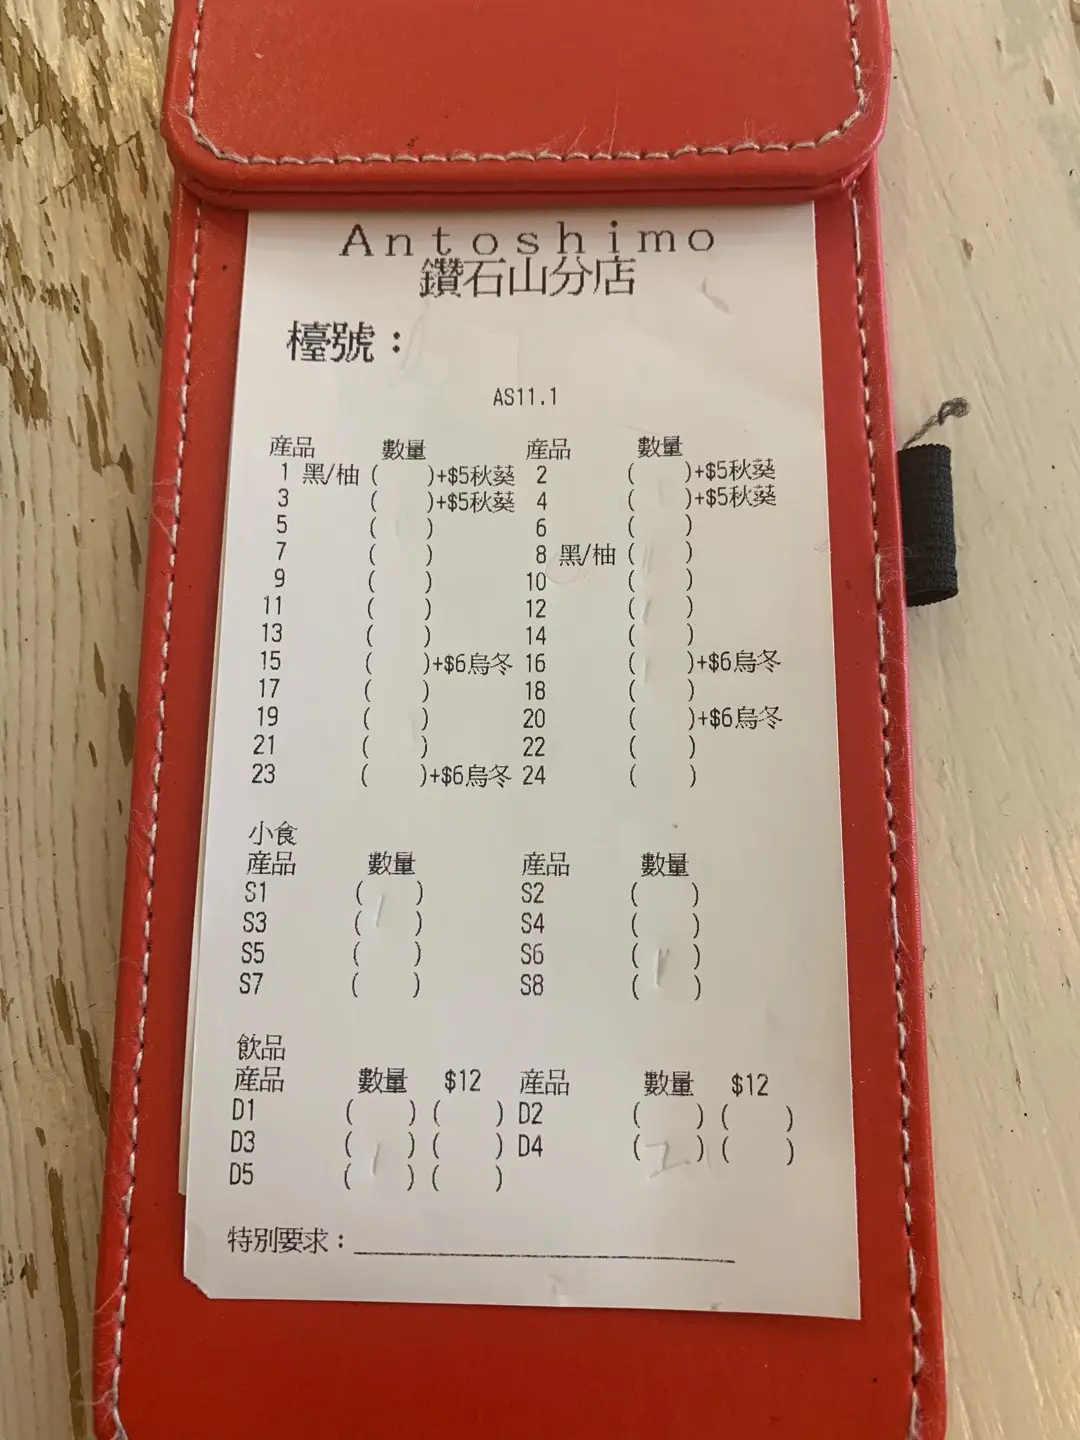 Antoshimo
鑽石山分店
檯號：
AS11.1
產品 數量 產品 數量
1 黑/柚 ( )+$5秋葵 2 ( )+$5秋葵
3 ( )+$5秋葵 4 ( )+$5秋葵
5 ( ) 6 ( )
7 ( ) 8 黑/柚 ( )
9 ( ) 10 ( )
11 ( ) 12 ( )
13 ( ) 14 ( )
15 ( )+$6烏冬 16 ( )+$6烏冬
17 ( ) 18 ( )
19 ( ) 20 ( )+$6烏冬
21 ( ) 22 ( )
23 ( )+$6烏冬 24 ( )
小食
產品 數量 產品 數量
S1 ( ) S2 ( )
S3 ( ) S4 ( )
S5 ( ) S6 ( )
S7 ( ) S8 ( )
飲品
產品 數量 $12 產品 數量 $12
D1 ( ) ( ) D2 ( ) ( )
D3 ( ) ( ) D4 ( ) ( )
D5 ( ) ( )
特別要求：